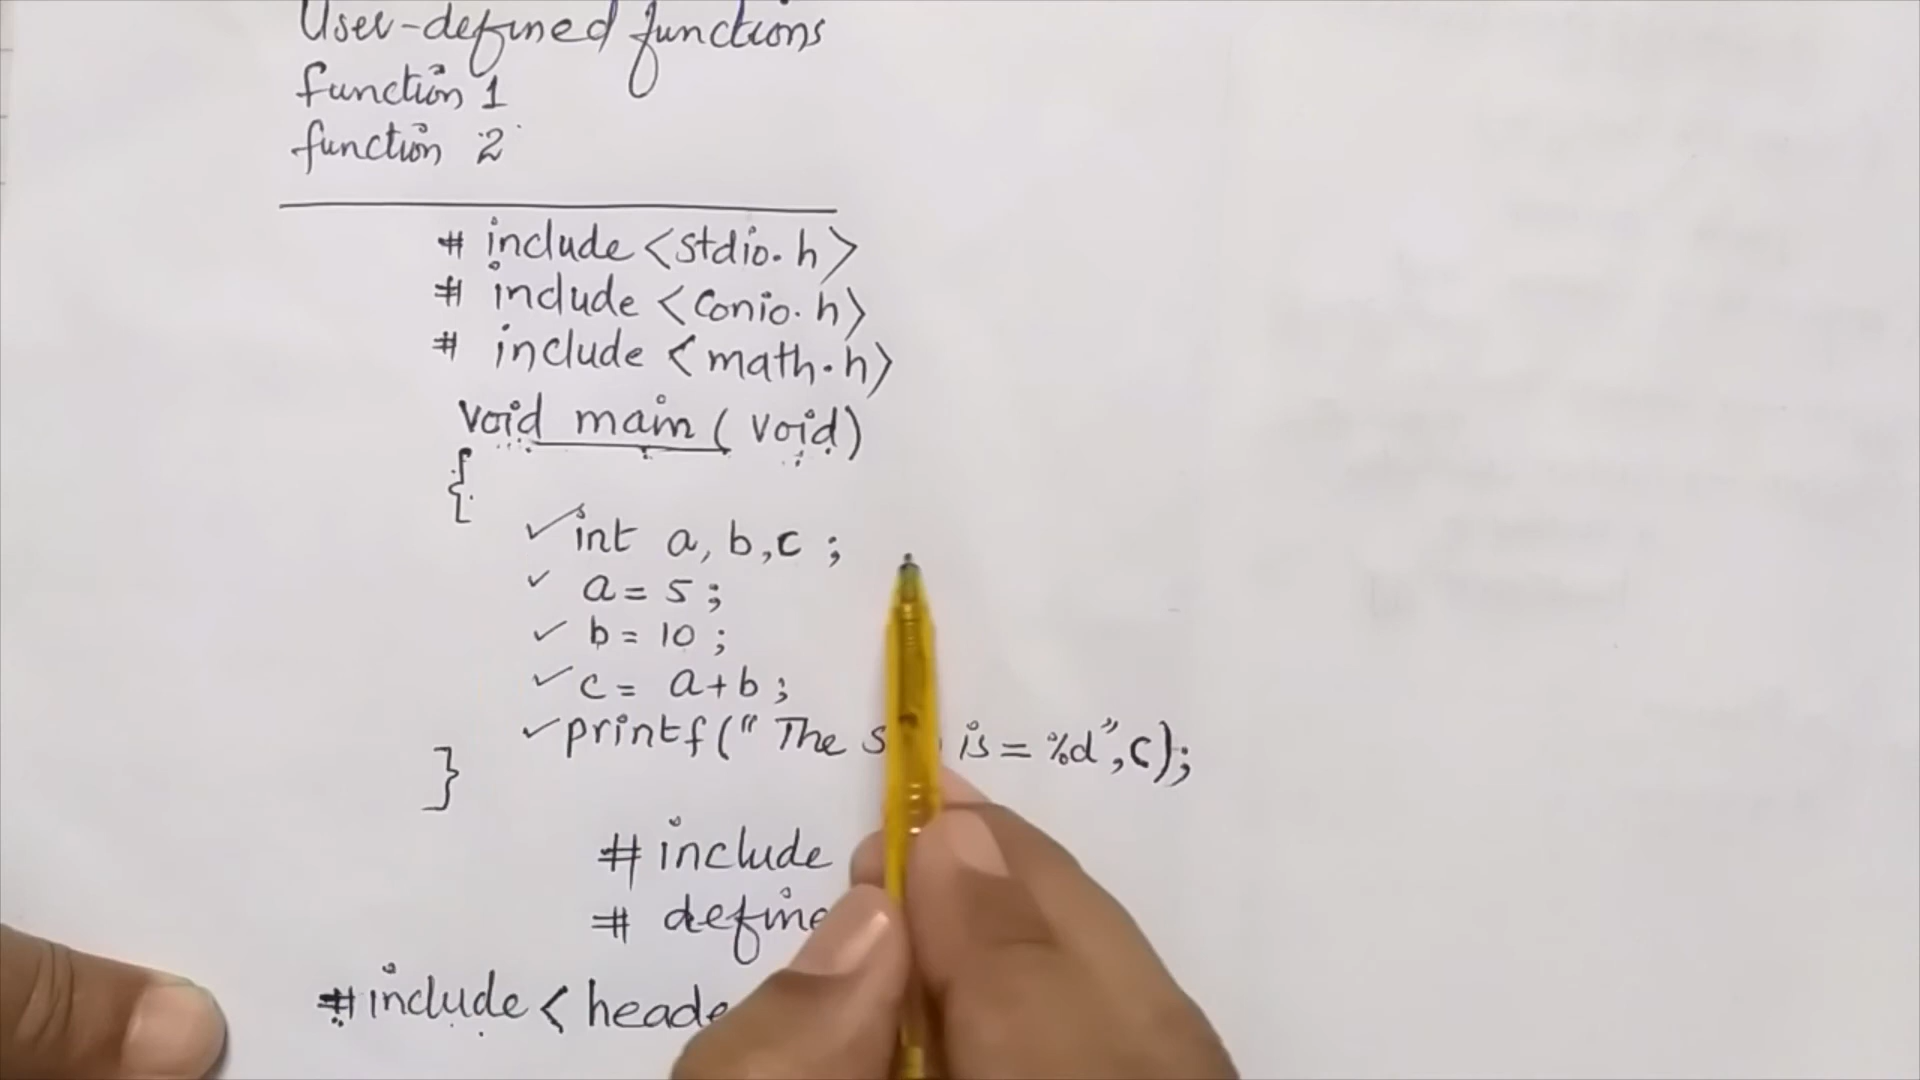 User-defined functions
function 1
function 2
# include <stdio.h>
# include <conio.h>
# include <math.h>
void main (void)
{
int a, b, c ;
a = 5 ;
b = 10 ;
c = a+b ;
printf(" The is = %d", c);
}
# include
# define
#include <